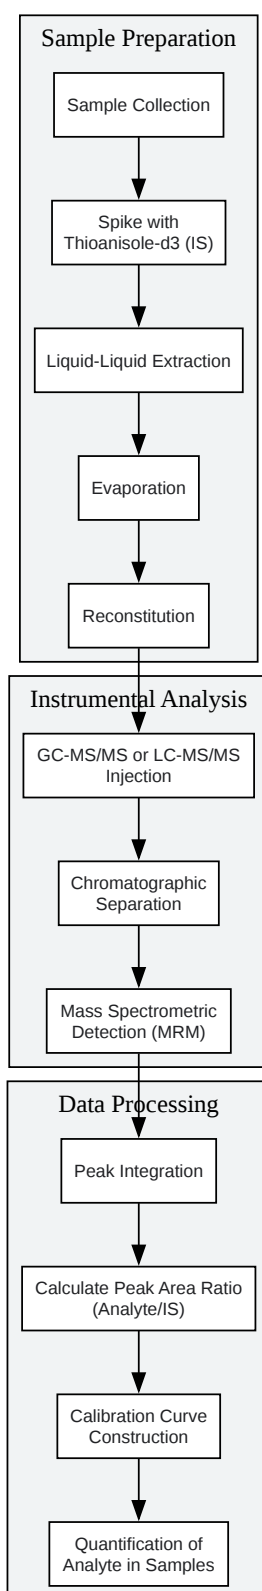 Sample Preparation
Sample Collection
Spike with
Thioanisole-d3 (IS)
Liquid-Liquid Extraction
Evaporation
Reconstitution
Instrumental Analysis
GC-MS/MS or LC-MS/MS
Injection
Chromatographic
Separation
Mass Spectrometric
Detection (MRM)
Data Processing
Peak Integration
Calculate Peak Area Ratio
(Analyte/IS)
Calibration Curve
Construction
Quantification of
Analyte in Samples